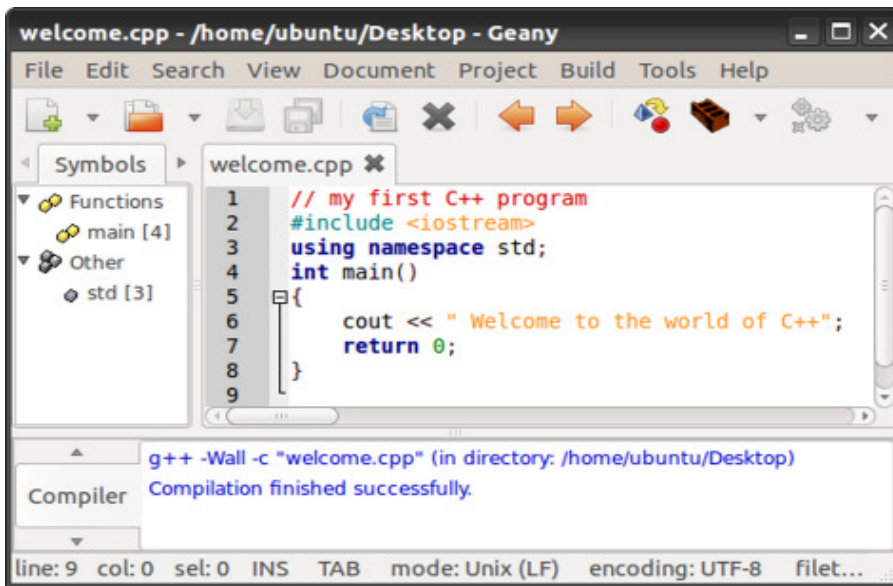 welcome.cpp - /home/ubuntu/Desktop - Geany
File Edit Search View Document Project Build Tools Help
Symbols
welcome.cpp
Functions
main [4]
Other
std [3]
1 // my first C++ program
2 #include <iostream>
3 using namespace std;
4 int main()
5 {
6 cout << " Welcome to the world of C++";
7 return 0;
8 }
9
Compiler
g++ -Wall -c "welcome.cpp" (in directory: /home/ubuntu/Desktop)
Compilation finished successfully.
line: 9 col: 0 sel: 0 INS TAB mode: Unix (LF) encoding: UTF-8 filet...